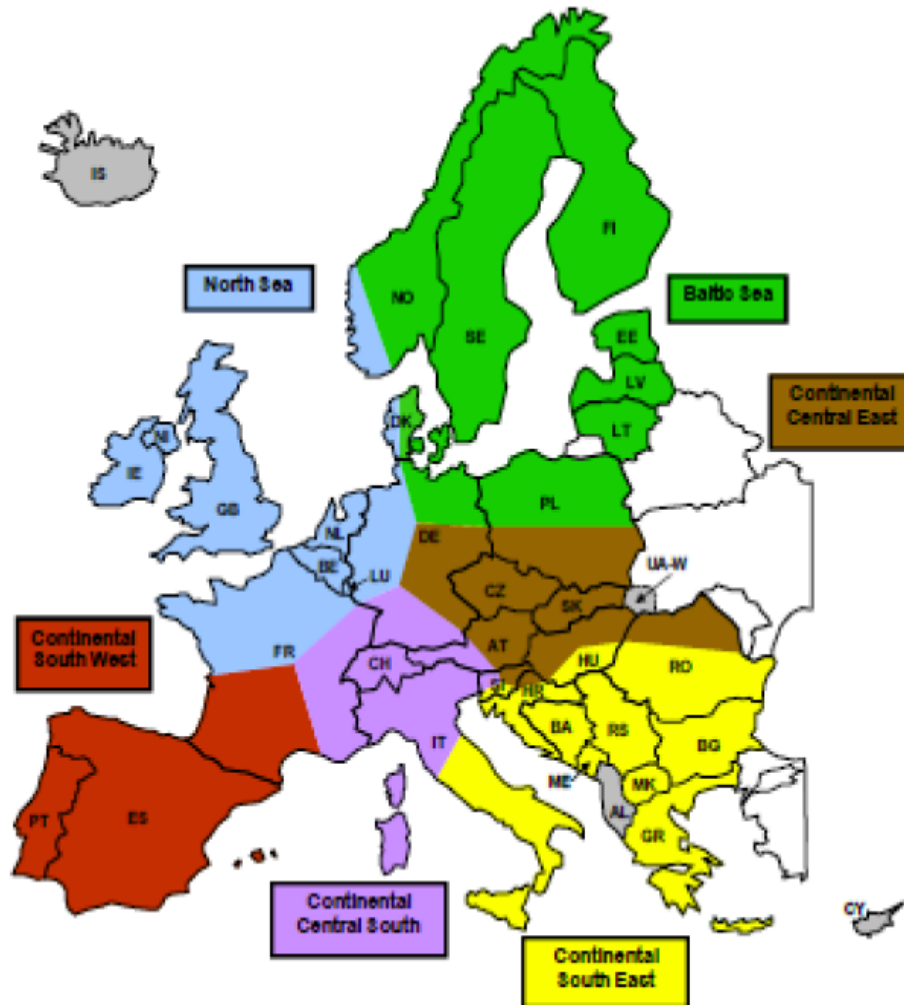 IS
North Sea
NO
FI
Baltic Sea
SE
EE
LV
Continental
Central East
DK
LT
NI
IE
GB
PL
NL
DE
BE
LU
UA-W
CZ
SK
Continental
South West
FR
AT
CH
HU
RO
SI
HR
IT
BA
RS
BG
ME
MK
AL
PT
ES
GR
Continental
Central South
CY
Continental
South East